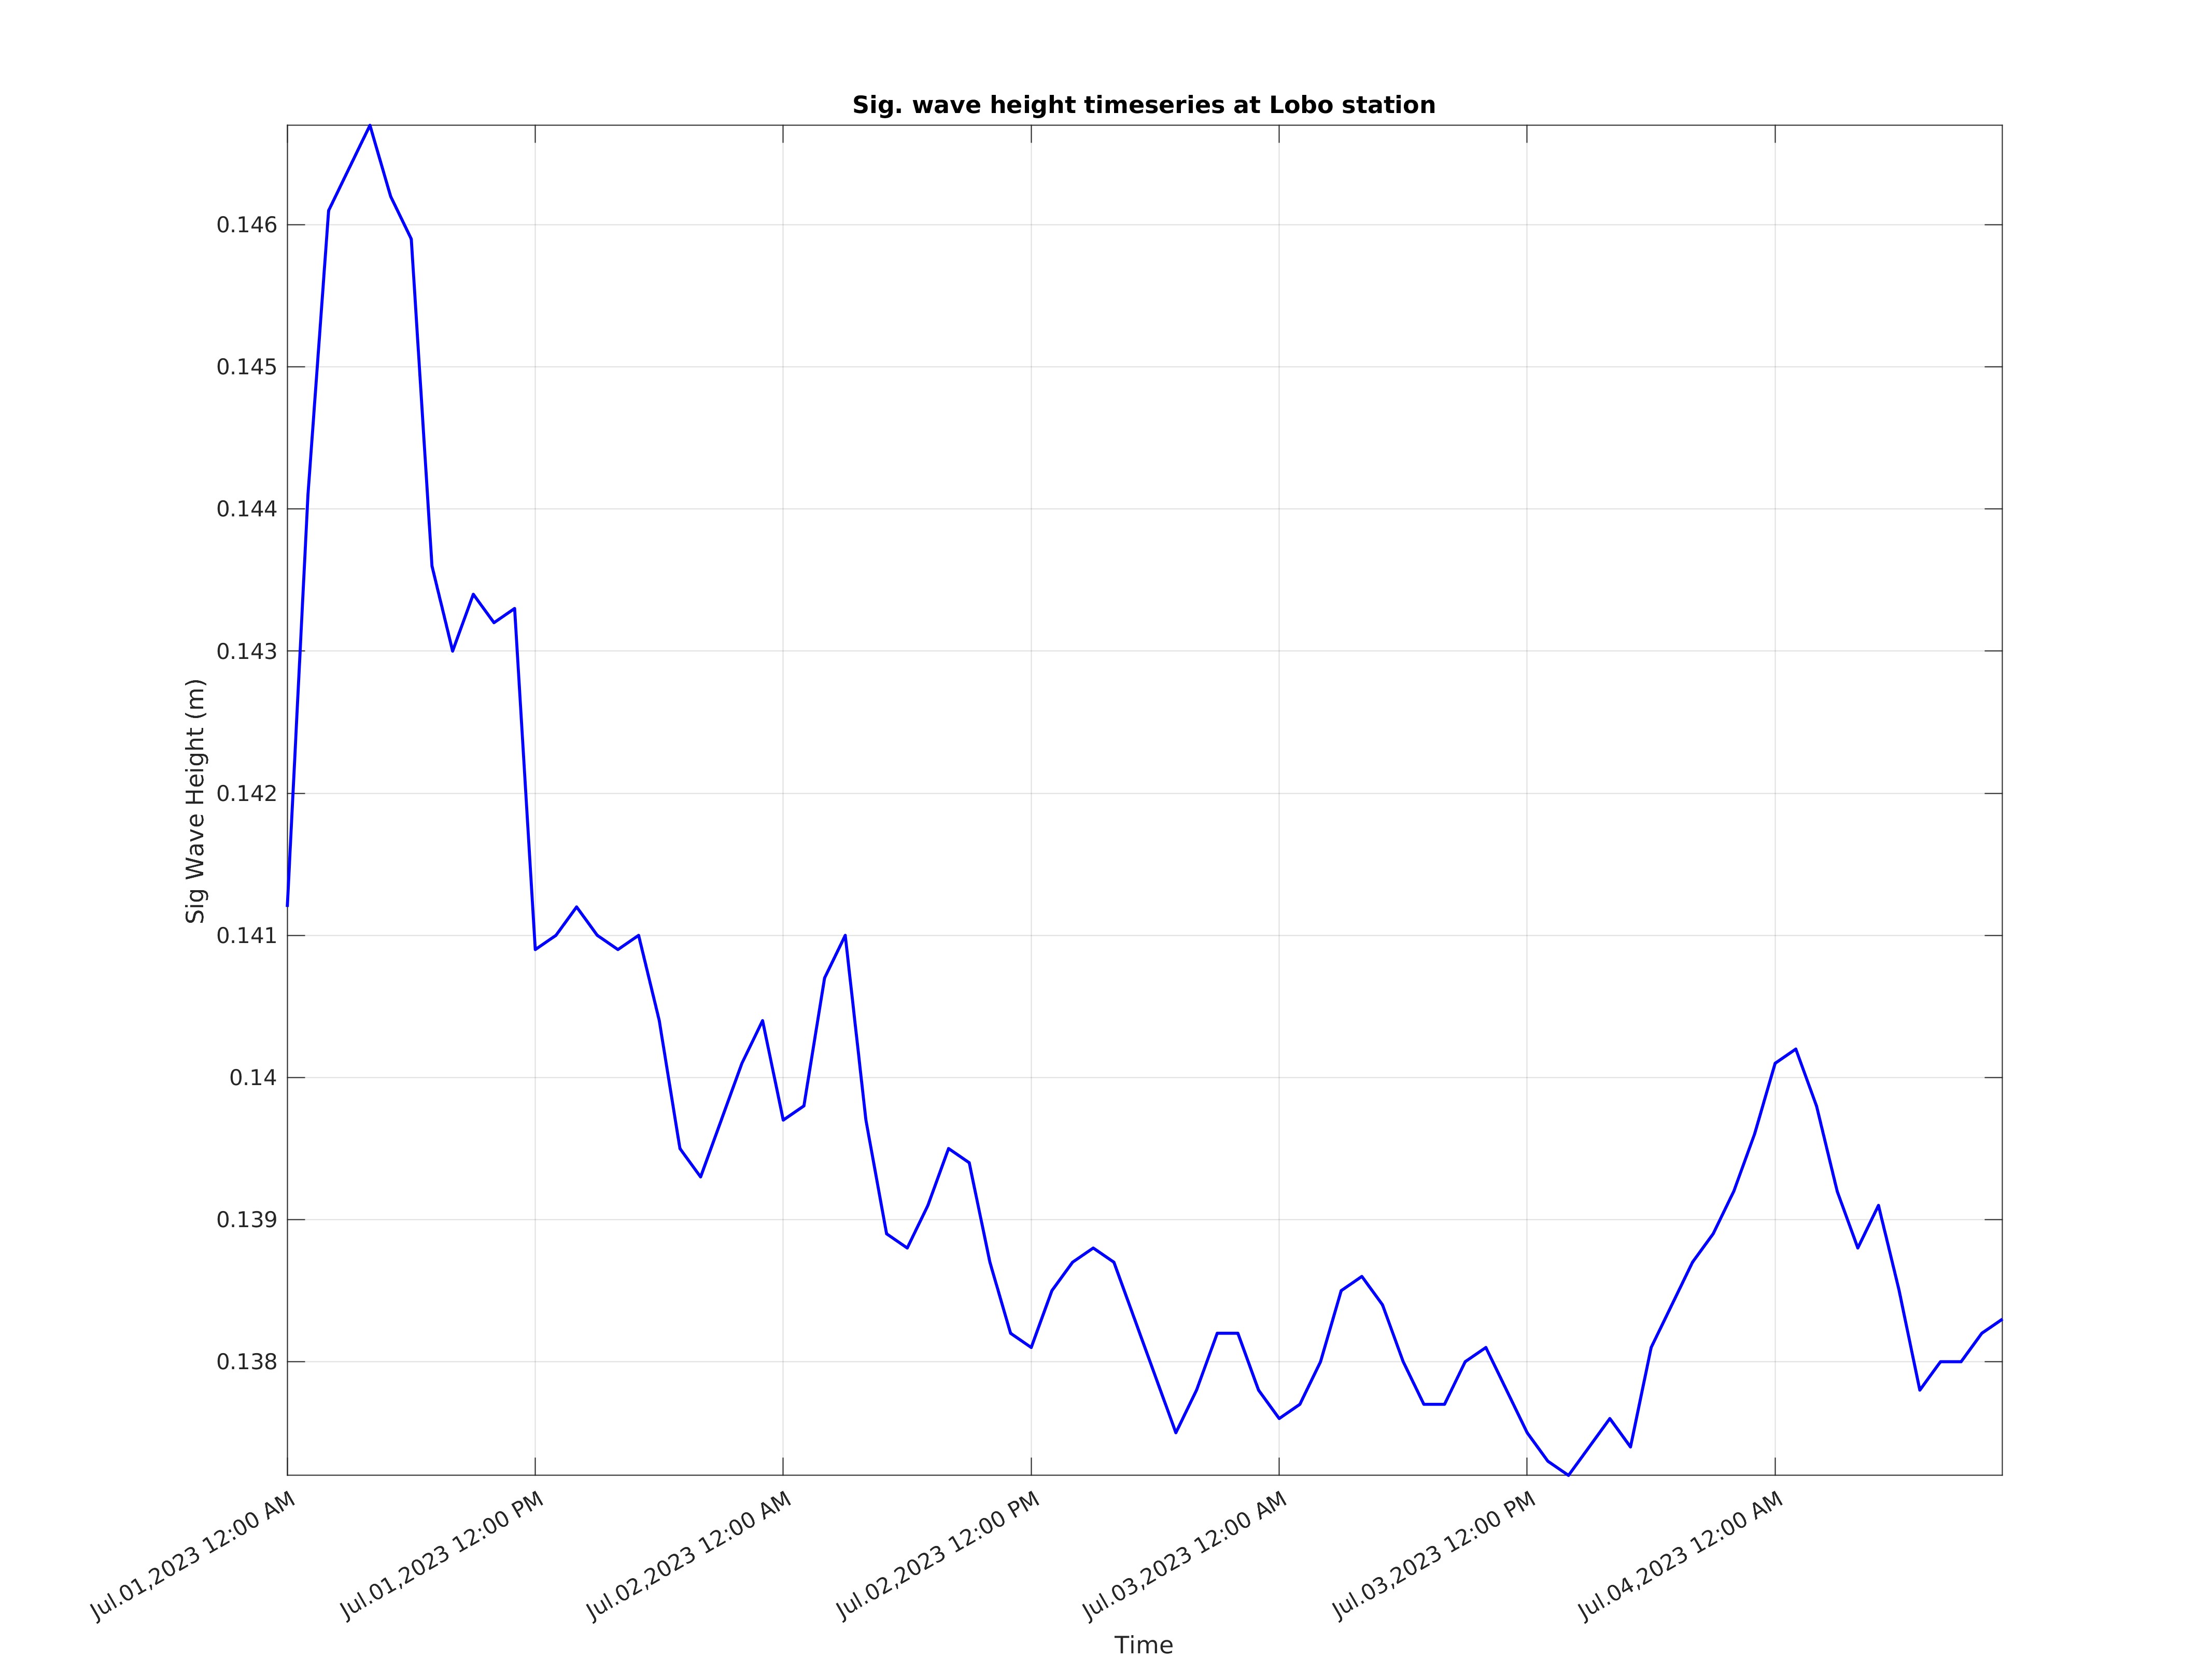 Sig. wave height timeseries at Lobo station
Sig Wave Height (m)
0.146
0.145
0.144
0.143
0.142
0.141
0.14
0.139
0.138
Jul.01,2023 12:00 AM
Jul.01,2023 12:00 PM
Jul.02,2023 12:00 AM
Jul.02,2023 12:00 PM
Jul.03,2023 12:00 AM
Jul.03,2023 12:00 PM
Jul.04,2023 12:00 AM
Time